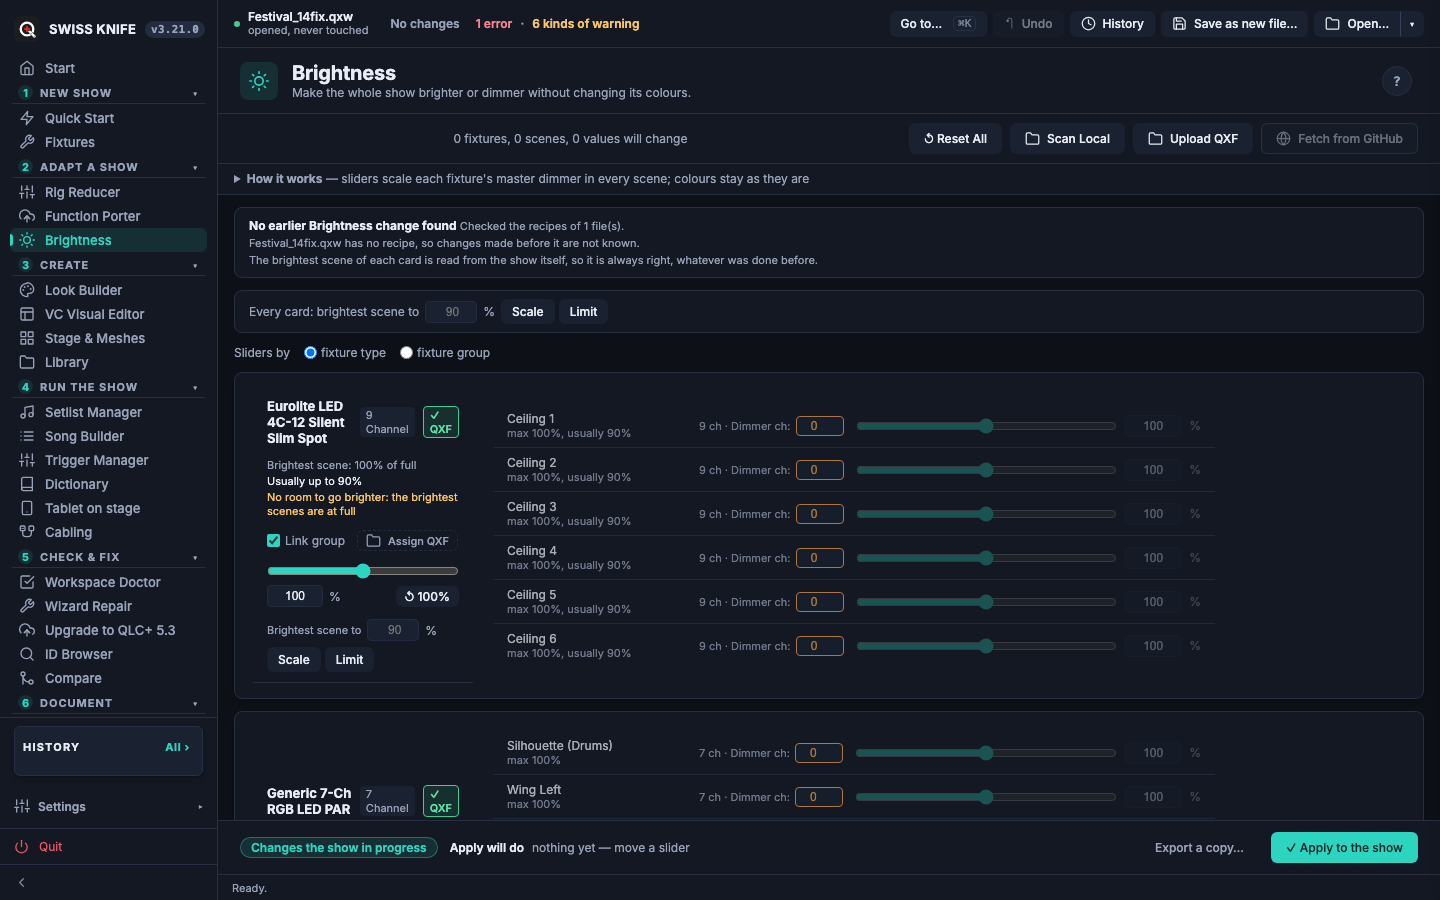 SWISS KNIFE v3.21.0
Start
1 NEW SHOW
Quick Start
Fixtures
2 ADAPT A SHOW
Rig Reducer
Function Porter
Brightness
3 CREATE
Look Builder
VC Visual Editor
Stage & Meshes
Library
4 RUN THE SHOW
Setlist Manager
Song Builder
Trigger Manager
Dictionary
Tablet on stage
Cabling
5 CHECK & FIX
Workspace Doctor
Wizard Repair
Upgrade to QLC+ 5.3
ID Browser
Compare
6 DOCUMENT
HISTORY All ›
Settings
Quit
Festival_14fix.qxw
opened, never touched
No changes 1 error · 6 kinds of warning
Go to... ⌘K Undo History Save as new file... Open...
Brightness
Make the whole show brighter or dimmer without changing its colours.
?
0 fixtures, 0 scenes, 0 values will change
Reset All Scan Local Upload QXF Fetch from GitHub
How it works — sliders scale each fixture's master dimmer in every scene; colours stay as they are
No earlier Brightness change found Checked the recipes of 1 file(s).
Festival_14fix.qxw has no recipe, so changes made before it are not known.
The brightest scene of each card is read from the show itself, so it is always right, whatever was done before.
Every card: brightest scene to 90 % Scale Limit
Sliders by fixture type fixture group
Eurolite LED
4C-12 Silent
Slim Spot
9
Channel
✓
QXF
Brightest scene: 100% of full
Usually up to 90%
No room to go brighter: the brightest
scenes are at full
Link group Assign QXF
100 % 100%
Brightest scene to 90 %
Scale Limit
Ceiling 1
max 100%, usually 90%
9 ch · Dimmer ch: 0 100 %
Ceiling 2
max 100%, usually 90%
9 ch · Dimmer ch: 0 100 %
Ceiling 3
max 100%, usually 90%
9 ch · Dimmer ch: 0 100 %
Ceiling 4
max 100%, usually 90%
9 ch · Dimmer ch: 0 100 %
Ceiling 5
max 100%, usually 90%
9 ch · Dimmer ch: 0 100 %
Ceiling 6
max 100%, usually 90%
9 ch · Dimmer ch: 0 100 %
Generic 7-Ch
RGB LED PAR
7
Channel
✓
QXF
Silhouette (Drums)
max 100%
7 ch · Dimmer ch: 0 100 %
Wing Left
max 100%
7 ch · Dimmer ch: 0 100 %
Changes the show in progress Apply will do nothing yet — move a slider
Export a copy... ✓ Apply to the show
Ready.